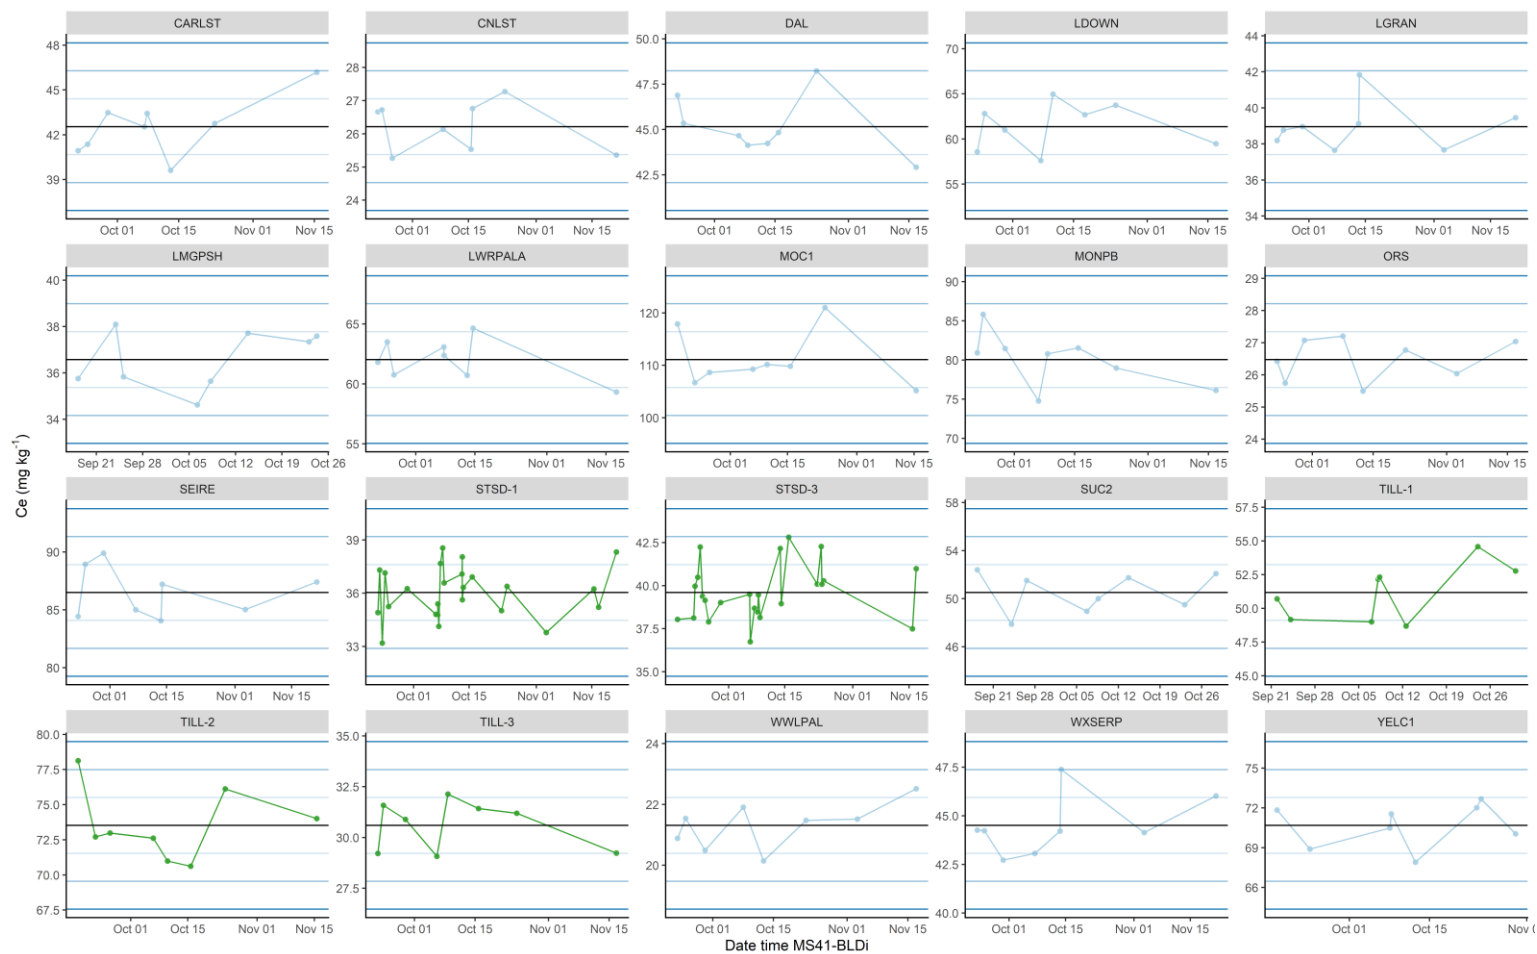 CARLST CNLST DAL LDOWN LGRAN
48 45 42 39
28 27 26 25 24
50.0 47.5 45.0 42.5
70 65 60 55
44 42 40 38 36 34
Oct 01 Oct 15 Nov 01 Nov 15 Oct 01 Oct 15 Nov 01 Nov 15 Oct 01 Oct 15 Nov 01 Nov 15 Oct 01 Oct 15 Nov 01 Nov 15 Oct 01 Oct 15 Nov 01 Nov 15
LMGPSH LWRPALA MOC1 MONPB ORS
40 38 36 34
65 60 55
120 110 100
90 85 80 75 70
29 28 27 26 25 24
Sep 21 Sep 28 Oct 05 Oct 12 Oct 19 Oct 26 Oct 01 Oct 15 Nov 01 Nov 15 Oct 01 Oct 15 Nov 01 Nov 15 Oct 01 Oct 15 Nov 01 Nov 15 Oct 01 Oct 15 Nov 01 Nov 15
Ce (mg kg⁻¹)
SEIRE STSD-1 STSD-3 SUC2 TILL-1
90 85 80
39 36 33
42.5 40.0 37.5 35.0
58 54 50 46
57.5 55.0 52.5 50.0 47.5 45.0
Oct 01 Oct 15 Nov 01 Nov 15 Oct 01 Oct 15 Nov 01 Nov 15 Oct 01 Oct 15 Nov 01 Nov 15 Sep 21 Sep 28 Oct 05 Oct 12 Oct 19 Oct 26 Sep 21 Sep 28 Oct 05 Oct 12 Oct 19 Oct 26
TILL-2 TILL-3 WWLPAL WXSERP YELC1
80.0 77.5 75.0 72.5 70.0 67.5
35.0 32.5 30.0 27.5
24 22 20
47.5 45.0 42.5 40.0
75 72 69 66
Oct 01 Oct 15 Nov 01 Nov 15 Oct 01 Oct 15 Nov 01 Nov 15 Oct 01 Oct 15 Nov 01 Nov 15 Oct 01 Oct 15 Nov 01 Nov 15 Oct 01 Oct 15 Nov
Date time MS41-BLDi